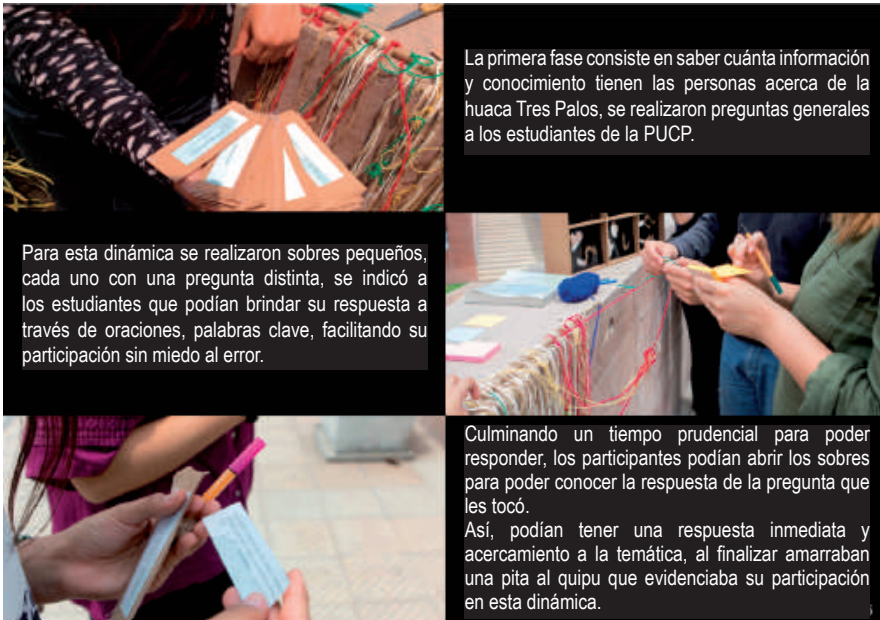 La primera fase consiste en saber cuánta información
y conocimiento tienen las personas acerca de la
huaca Tres Palos, se realizaron preguntas generales
a los estudiantes de la PUCP.
Para esta dinámica se realizaron sobres pequeños,
cada uno con una pregunta distinta, se indicó a
los estudiantes que podían brindar su respuesta a
través de oraciones, palabras clave, facilitando su
participación sin miedo al error.
Culminando un tiempo prudencial para poder
responder, los participantes podían abrir los sobres
para poder conocer la respuesta de la pregunta que
les tocó.
Así, podían tener una respuesta inmediata y
acercamiento a la temática, al finalizar amarraban
una pita al quipu que evidenciaba su participación
en esta dinámica.